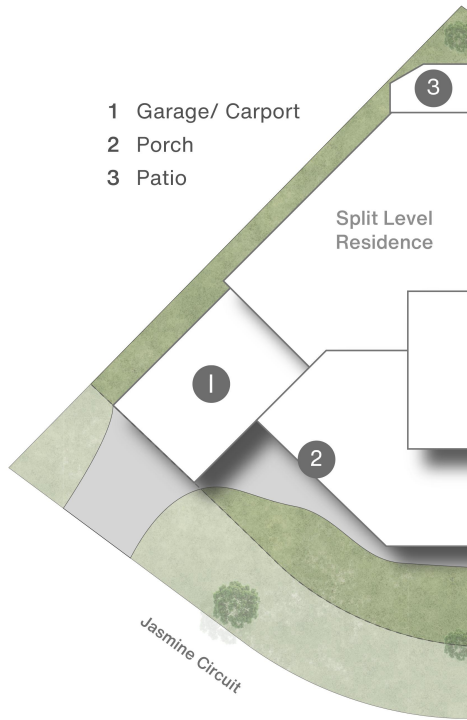 1 Garage/ Carport
2 Porch
3 Patio
3
Split Level
Residence
1
2
Jasmine Circuit